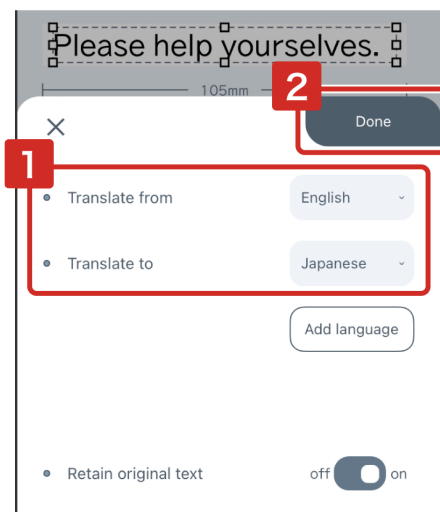 Please help yourselves.
105mm
2
Done
1
Translate from English
Translate to Japanese
Add language
Retain original text off on